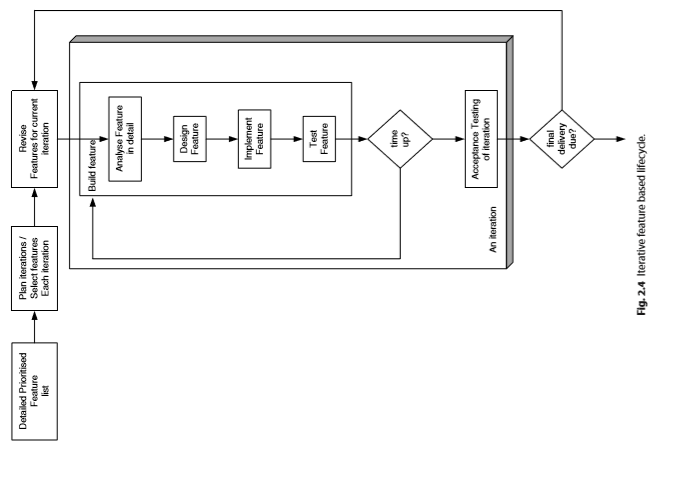 Detailed Prioritised
Feature
list
Plan iterations /
Select features
Each iteration
Revise
Features for current
iteration
Build feature
Analyse Feature
in detail
Design
Feature
Implement
Feature
Test
Feature
time
up?
Acceptance Testing
of iteration
An iteration
final
delivery
due?
Fig. 2.4 Iterative feature based lifecycle.